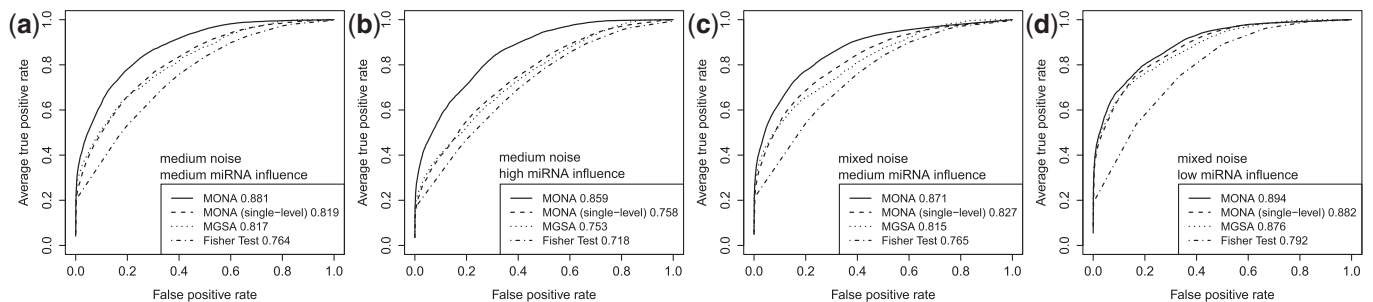 (a)
Average true positive rate
1.0
0.8
0.6
0.4
0.2
0.0
medium noise
medium miRNA influence
MONA 0.881
MONA (single−level) 0.819
MGSA 0.817
Fisher Test 0.764
0.0 0.2 0.4 0.6 0.8 1.0
False positive rate
(b)
Average true positive rate
1.0
0.8
0.6
0.4
0.2
0.0
medium noise
high miRNA influence
MONA 0.859
MONA (single−level) 0.758
MGSA 0.753
Fisher Test 0.718
0.0 0.2 0.4 0.6 0.8 1.0
False positive rate
(c)
Average true positive rate
1.0
0.8
0.6
0.4
0.2
0.0
mixed noise
medium miRNA influence
MONA 0.871
MONA (single−level) 0.827
MGSA 0.815
Fisher Test 0.765
0.0 0.2 0.4 0.6 0.8 1.0
False positive rate
(d)
Average true positive rate
1.0
0.8
0.6
0.4
0.2
0.0
mixed noise
low miRNA influence
MONA 0.894
MONA (single−level) 0.882
MGSA 0.876
Fisher Test 0.792
0.0 0.2 0.4 0.6 0.8 1.0
False positive rate